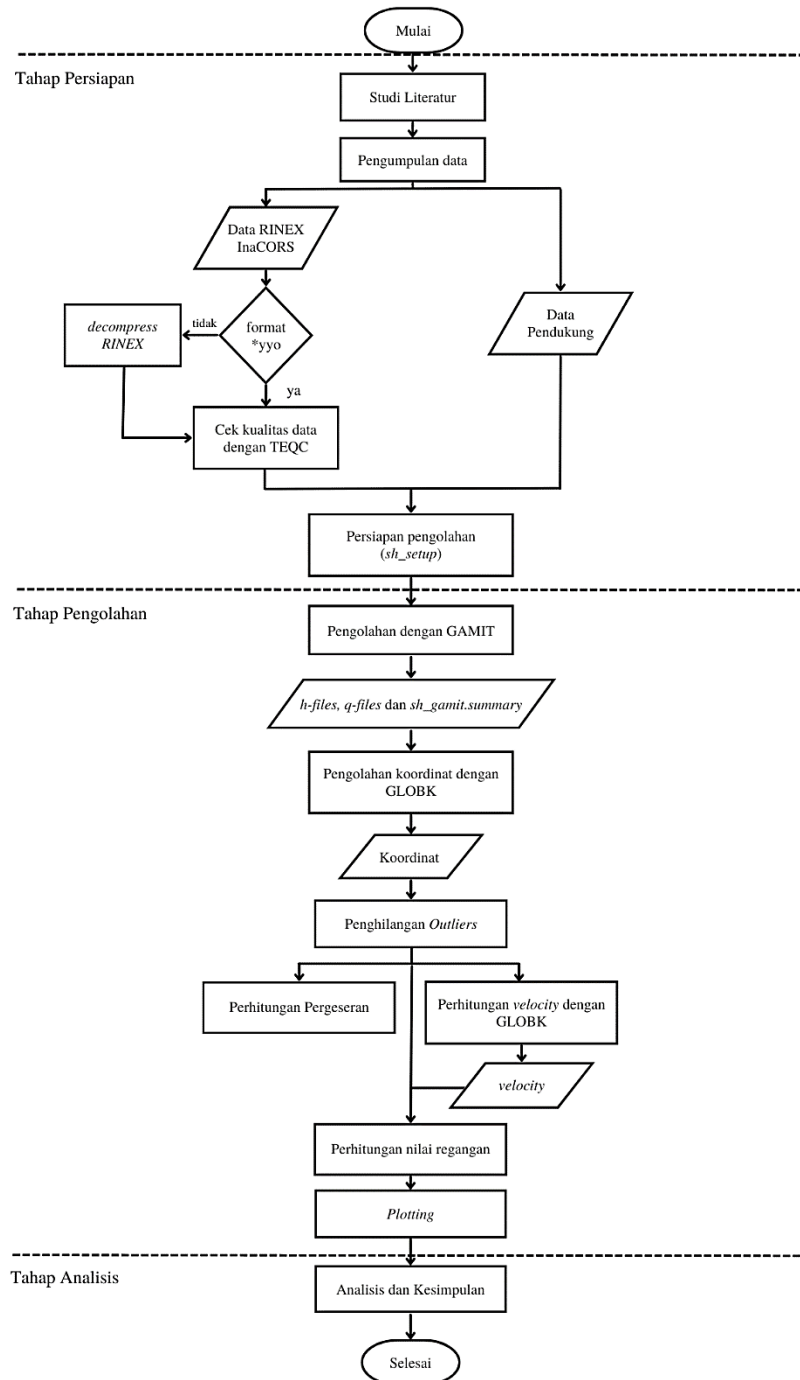 Mulai
Tahap Persiapan
Studi Literatur
Pengumpulan data
Data RINEX
InaCORS
Data
Pendukung
format
*yyo
tidak
decompress
RINEX
ya
Cek kualitas data
dengan TEQC
Persiapan pengolahan
(sh_setup)
Tahap Pengolahan
Pengolahan dengan GAMIT
h-files, q-files dan sh_gamit.summary
Pengolahan koordinat dengan
GLOBK
Koordinat
Penghilangan Outliers
Perhitungan Pergeseran
Perhitungan velocity dengan
GLOBK
velocity
Perhitungan nilai regangan
Plotting
Tahap Analisis
Analisis dan Kesimpulan
Selesai